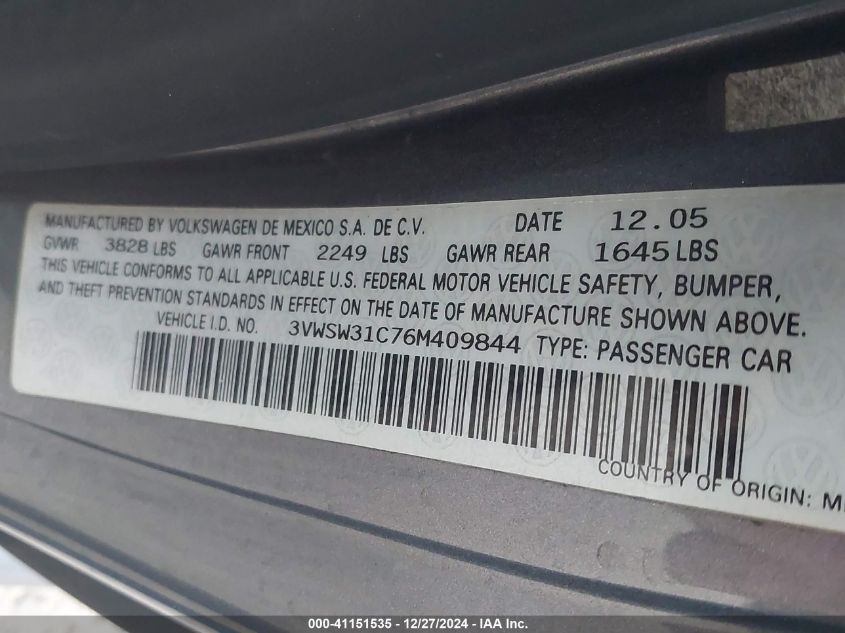 MANUFACTURED BY VOLKSWAGEN DE MEXICO S.A. DE C.V. DATE 12.05
GVWR 3828 LBS GAWR FRONT 2249 LBS GAWR REAR 1645 LBS
THIS VEHICLE CONFORMS TO ALL APPLICABLE U.S. FEDERAL MOTOR VEHICLE SAFETY, BUMPER,
AND THEFT PREVENTION STANDARDS IN EFFECT ON THE DATE OF MANUFACTURE SHOWN ABOVE.
VEHICLE I.D. NO. 3VWSW31C76M409844 TYPE: PASSENGER CAR
COUNTRY OF ORIGIN:
000-41151535 - 12/27/2024 - IAA Inc.